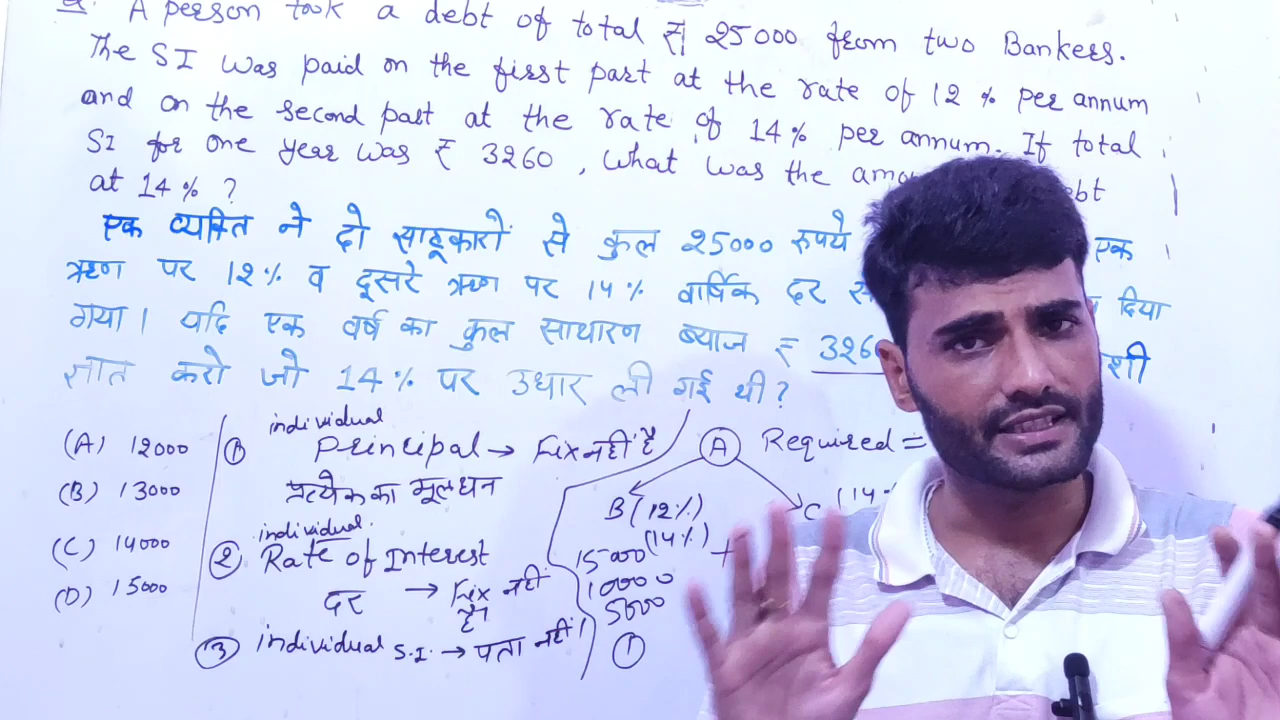 Q. A person took a debt of total ₹ 25000 from two Bankers.
The SI was paid on the first part at the rate of 12 % per annum
and on the second part at the rate of 14% per annum. If total
SI for one year was ₹ 3260, what was the debt
at 14% ?
एक व्यक्ति ने दो साहूकारों से कुल 25000 रुपये एक
ऋण पर 12% व दूसरे ऋण पर 14% वार्षिक दर दिया
गया। यदि एक वर्ष का कुल साधारण ब्याज ₹ 3260
ज्ञात करो जो 14% पर उधार ली गई थी?
(A) 12000
(B) 13000
(C) 14000
(D) 15000
① individual
Principal → Fix नहीं है
प्रत्येक का मूलधन
individual.
② Rate of Interest
दर → Fix नहीं
है।
③ individual S.I. → पता नहीं।
Ⓐ Required =
B (12%) C (14%
(14%)
15000 +
10000
5000
①